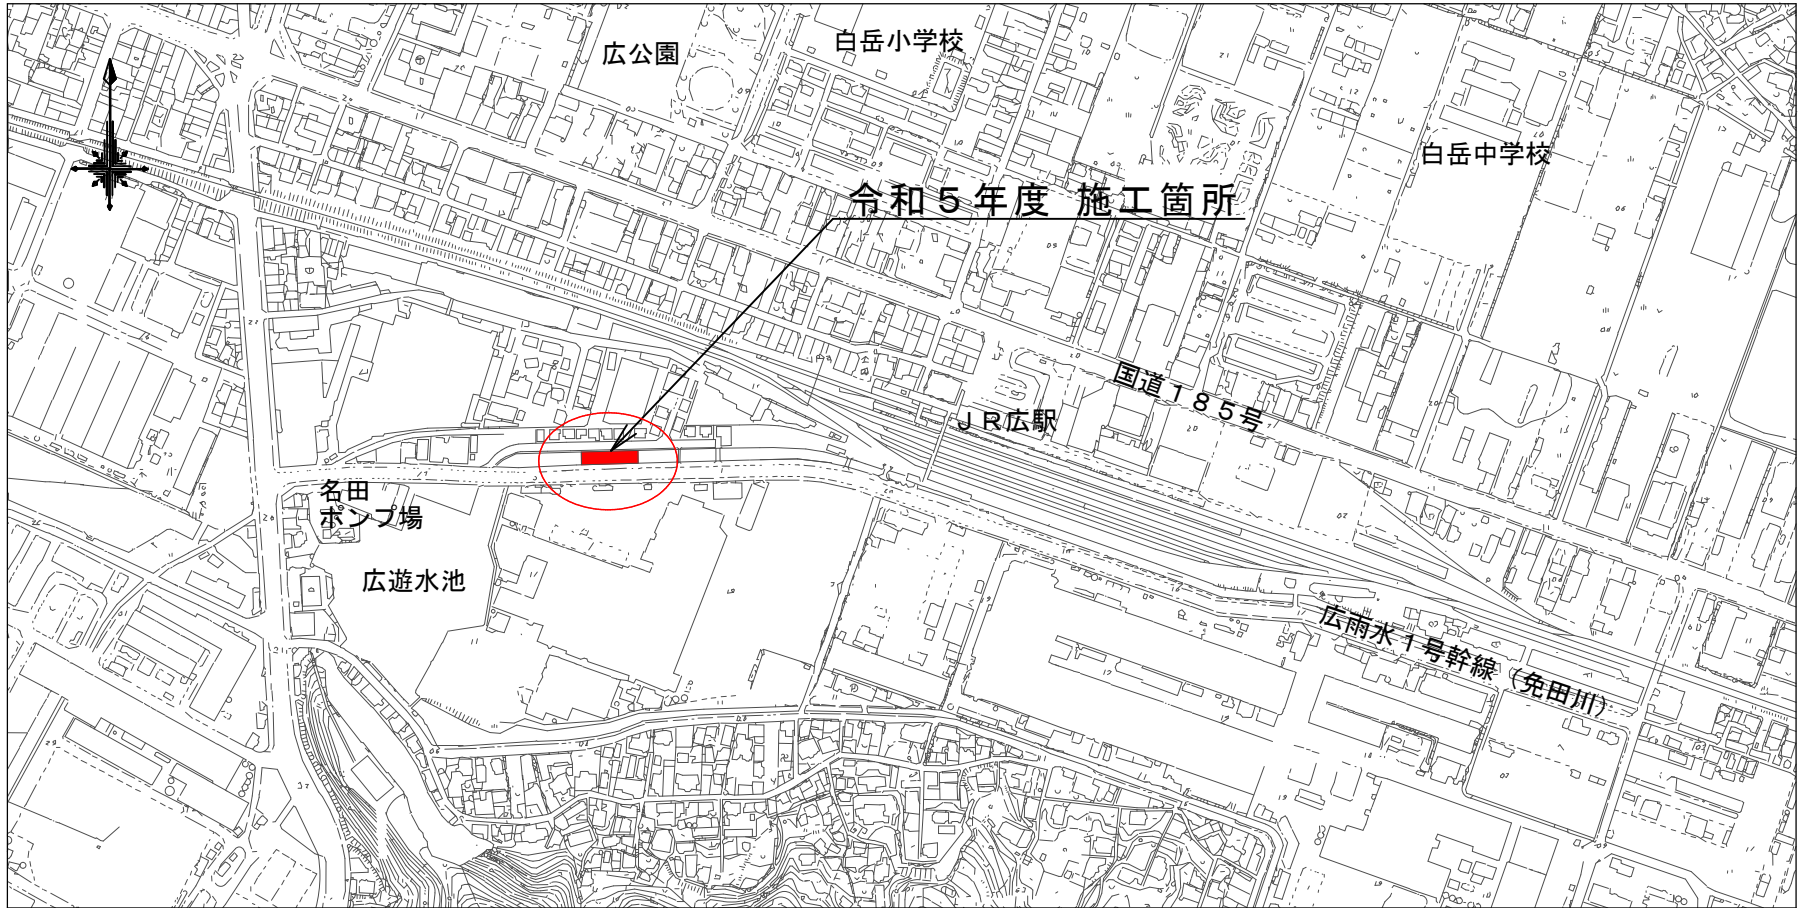 広公園
白岳小学校
白岳中学校
令和５年度 施工箇所
国道１８５号
ＪＲ広駅
名田
ポンプ場
広遊水池
広雨水１号幹線（免田川）